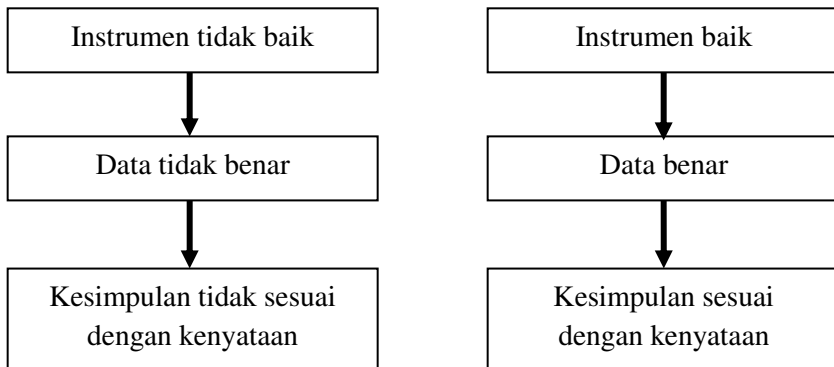 Instrumen tidak baik
Data tidak benar
Kesimpulan tidak sesuai
dengan kenyataan
Instrumen baik
Data benar
Kesimpulan sesuai
dengan kenyataan